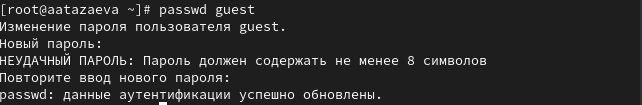 [root@aatazaeva ~]# passwd guest
Изменение пароля пользователя guest.
Новый пароль:
НЕУДАЧНЫЙ ПАРОЛЬ: Пароль должен содержать не менее 8 символов
Повторите ввод нового пароля:
passwd: данные аутентификации успешно обновлены.